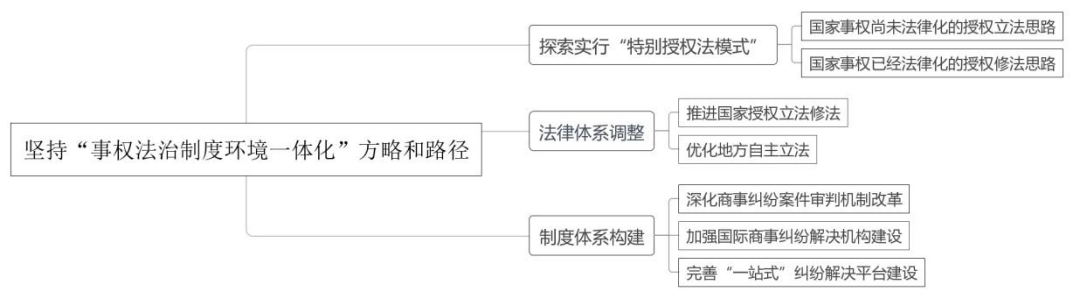 坚持“事权法治制度环境一体化”方略和路径
探索实行“特别授权法模式”
国家事权尚未法律化的授权立法思路
国家事权已经法律化的授权修法思路
法律体系调整
推进国家授权立法修法
优化地方自主立法
制度体系构建
深化商事纠纷案件审判机制改革
加强国际商事纠纷解决机构建设
完善“一站式”纠纷解决平台建设